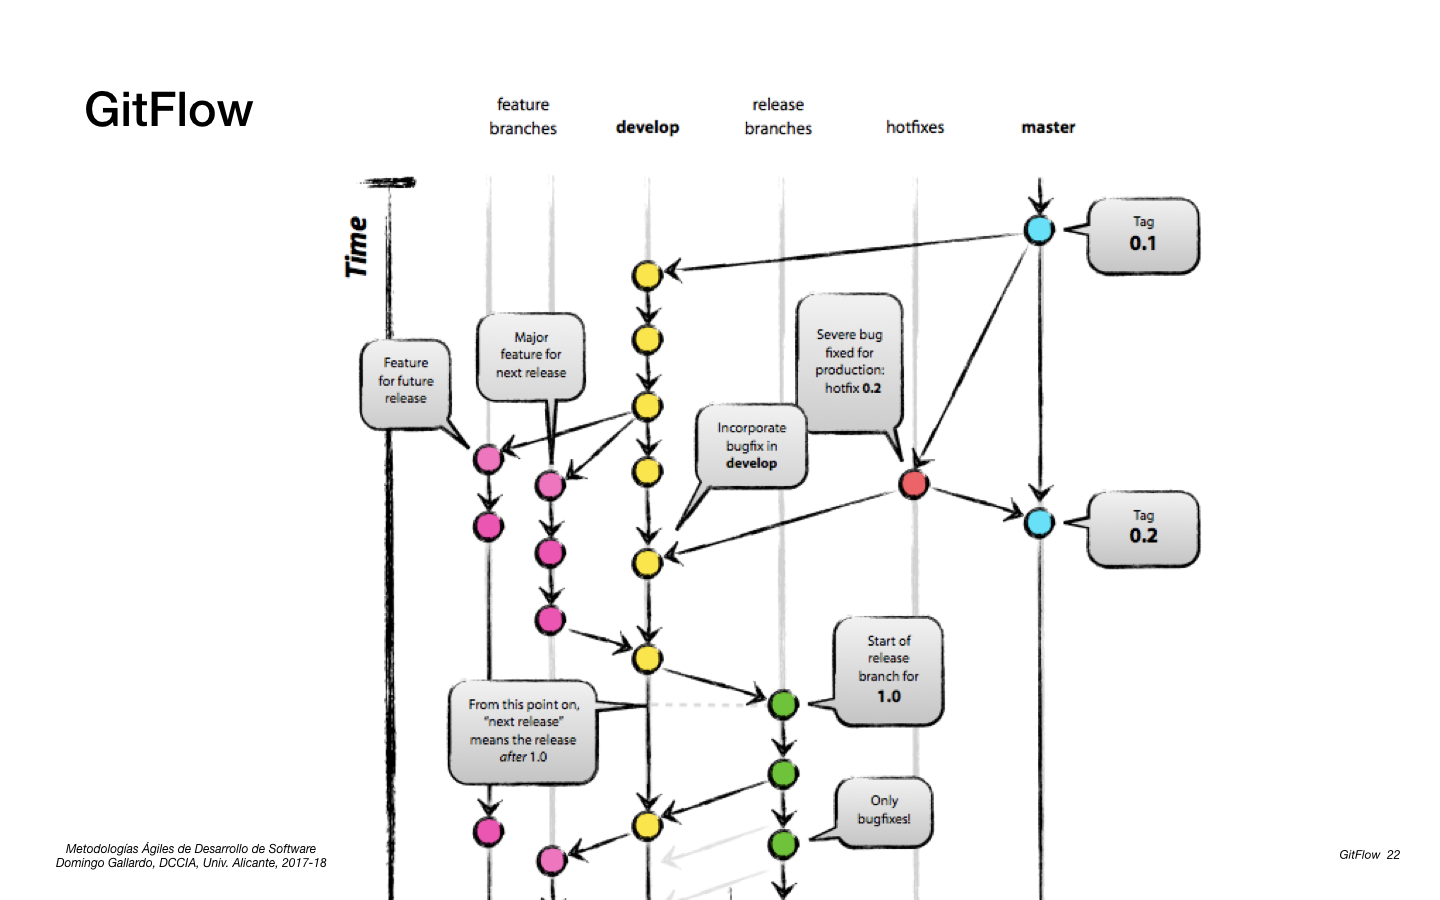 GitFlow
feature
branches
develop
release
branches
hotfixes
master
Time
Tag
0.1
Severe bug
fixed for
production:
hotfix 0.2
Major
feature for
next release
Feature
for future
release
Incorporate
bugfix in
develop
Tag
0.2
Start of
release
branch for
1.0
From this point on,
“next release”
means the release
after 1.0
Only
bugfixes!
Metodologías Ágiles de Desarrollo de Software
Domingo Gallardo, DCCIA, Univ. Alicante, 2017-18
GitFlow 22